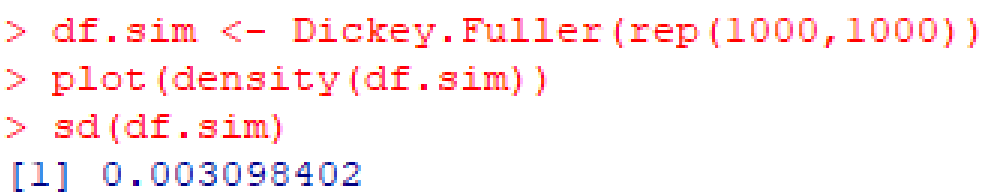 > df.sim <- Dickey.Fuller(rep(1000,1000))
> plot(density(df.sim))
> sd(df.sim)
[1] 0.003098402